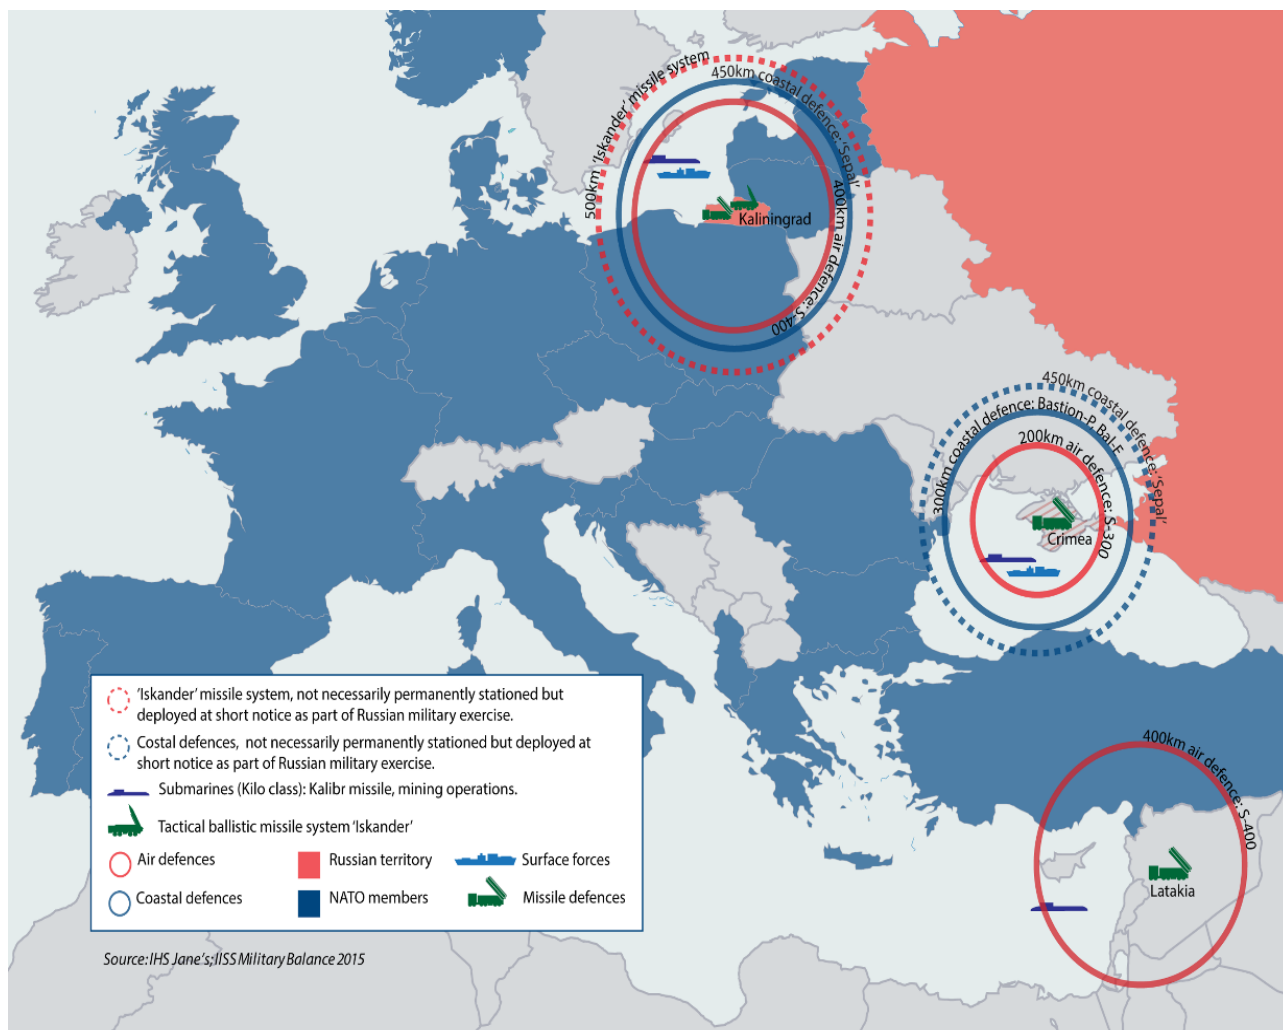 500km 'Iskander' missile system
450km coastal defence: 'Sepal'
400km air defence: S-400
Kaliningrad
450km coastal defence: 'Sepal'
300km coastal defence: Bastion-P, Bal-E
200km air defence: S-300
Crimea
400km air defence: S-400
Latakia
'Iskander' missile system, not necessarily permanently stationed but
deployed at short notice as part of Russian military exercise.
Costal defences, not necessarily permanently stationed but deployed at
short notice as part of Russian military exercise.
Submarines (Kilo class): Kalibr missile, mining operations.
Tactical ballistic missile system 'Iskander'
Air defences
Russian territory
Surface forces
Coastal defences
NATO members
Missile defences
Source: IHS Jane's; IISS Military Balance 2015